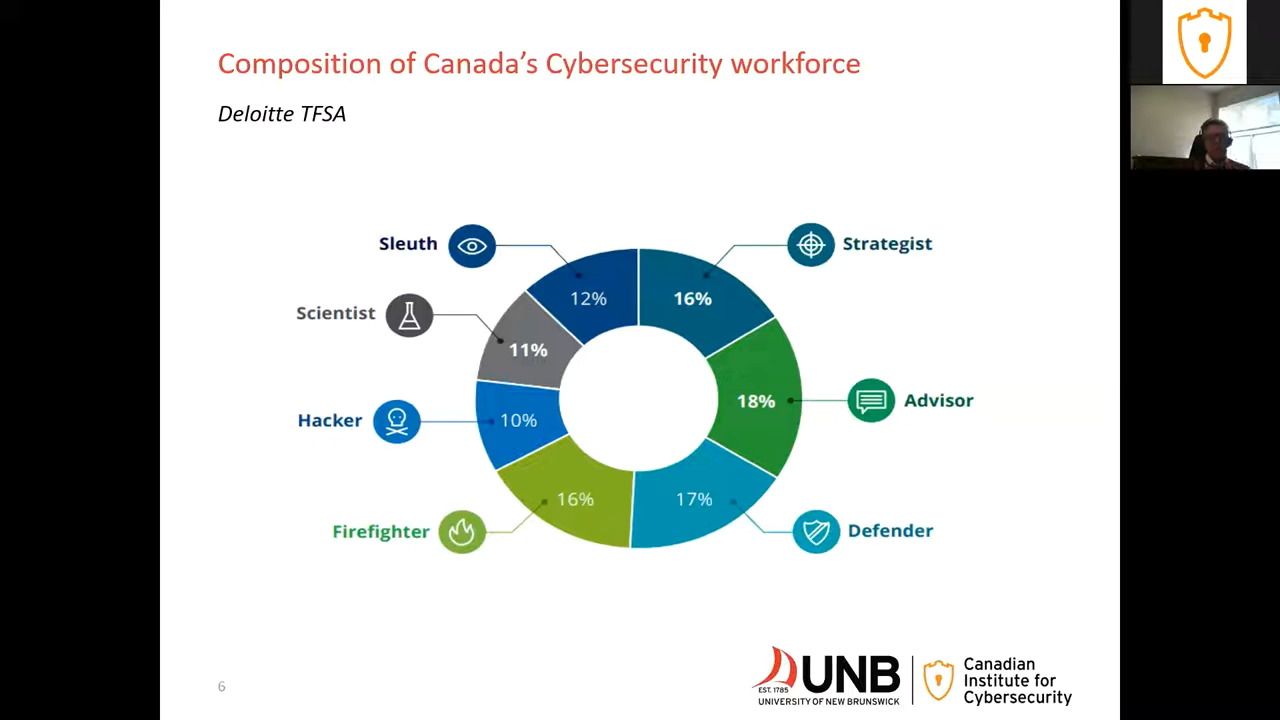 Composition of Canada's Cybersecurity workforce
Deloitte TFSA
Sleuth
Strategist
12%
16%
Scientist
11%
18%
Advisor
Hacker
10%
16%
17%
Firefighter
Defender
6
EST. 1785
UNB
UNIVERSITY OF NEW BRUNSWICK
Canadian
Institute for
Cybersecurity